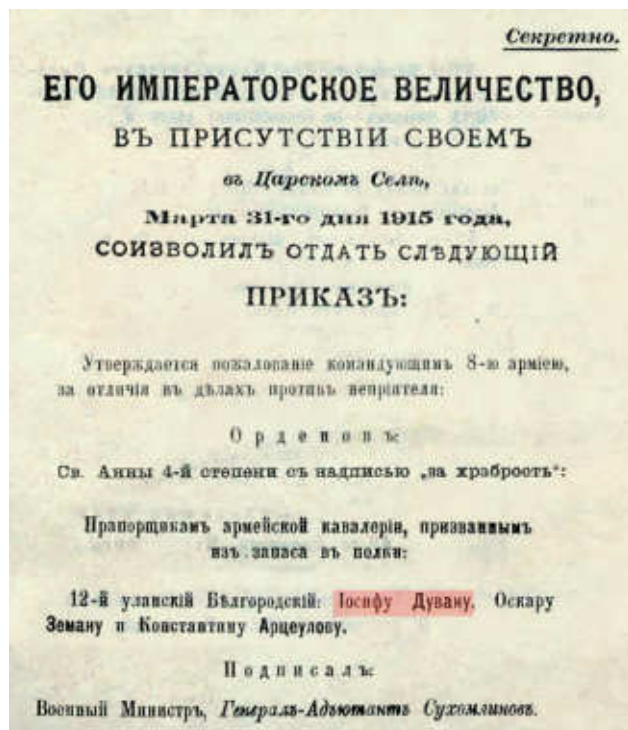 Секретно.
ЕГО ИМПЕРАТОРСКОЕ ВЕЛИЧЕСТВО,
ВЪ ПРИСУТСТВІИ СВОЕМЪ
въ Царскомъ Селѣ,
Марта 31-го дня 1915 года,
СОИЗВОЛИЛЪ ОТДАТЬ СЛѢДУЮЩІЙ
ПРИКАЗЪ:
Утверждается пожалованіе командующимъ 8-ю арміею,
за отличія въ дѣлахъ противъ непріятеля:
Орденовъ:
Св. Анны 4-й степени съ надписью „за храбрость“:
Прапорщикамъ армейской кавалеріи, призваннымъ
изъ запаса въ полки:
12-й уланскій Бѣлгородскій: Іосифу Дувану, Оскару
Земану и Константину Арцеулову.
Подписалъ:
Военный Министръ, Генералъ-Адъютантъ Сухомлиновъ.